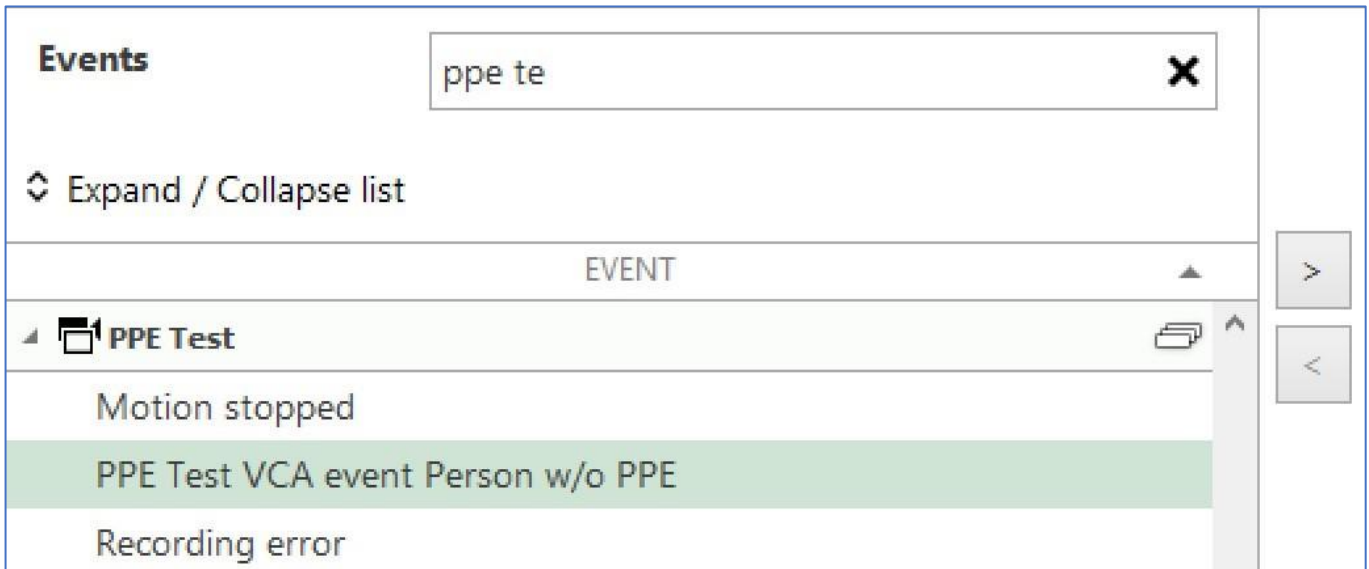 Events
ppe te
Expand / Collapse list
EVENT
>
PPE Test
<
Motion stopped
PPE Test VCA event Person w/o PPE
Recording error